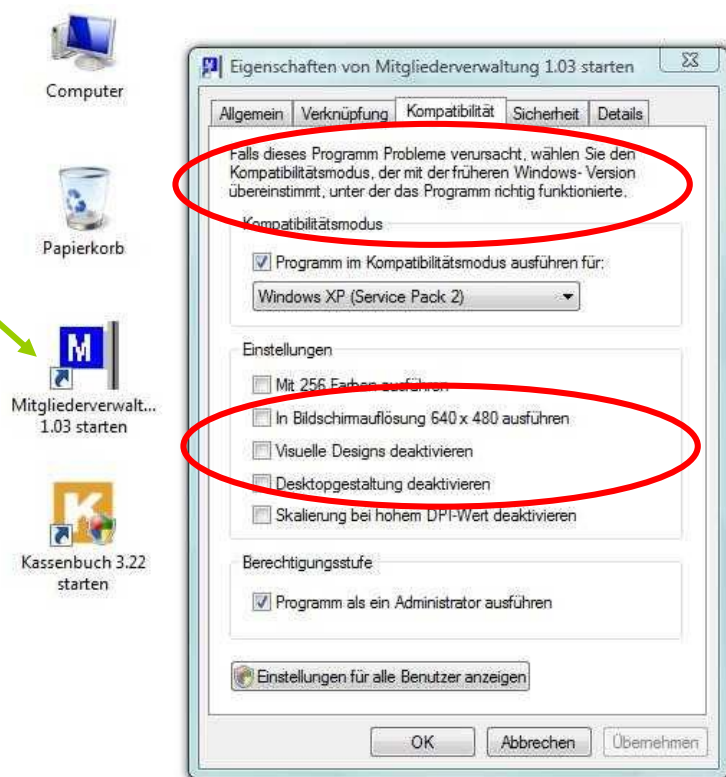 Computer
Papierkorb
M
Mitgliederverwalt...
1.03 starten
K
Kassenbuch 3.22
starten
Eigenschaften von Mitgliederverwaltung 1.03 starten
Allgemein Verknüpfung Kompatibilität Sicherheit Details
Falls dieses Programm Probleme verursacht, wählen Sie den
Kompatibilitätsmodus, der mit der früheren Windows- Version
übereinstimmt, unter der das Programm richtig funktionierte.
Kompatibilitätsmodus
Programm im Kompatibilitätsmodus ausführen für:
Windows XP (Service Pack 2)
Einstellungen
Mit 256 Farben ausführen
In Bildschirmauflösung 640 x 480 ausführen
Visuelle Designs deaktivieren
Desktopgestaltung deaktivieren
Skalierung bei hohem DPI-Wert deaktivieren
Berechtigungsstufe
Programm als ein Administrator ausführen
Einstellungen für alle Benutzer anzeigen
OK Abbrechen Übernehmen